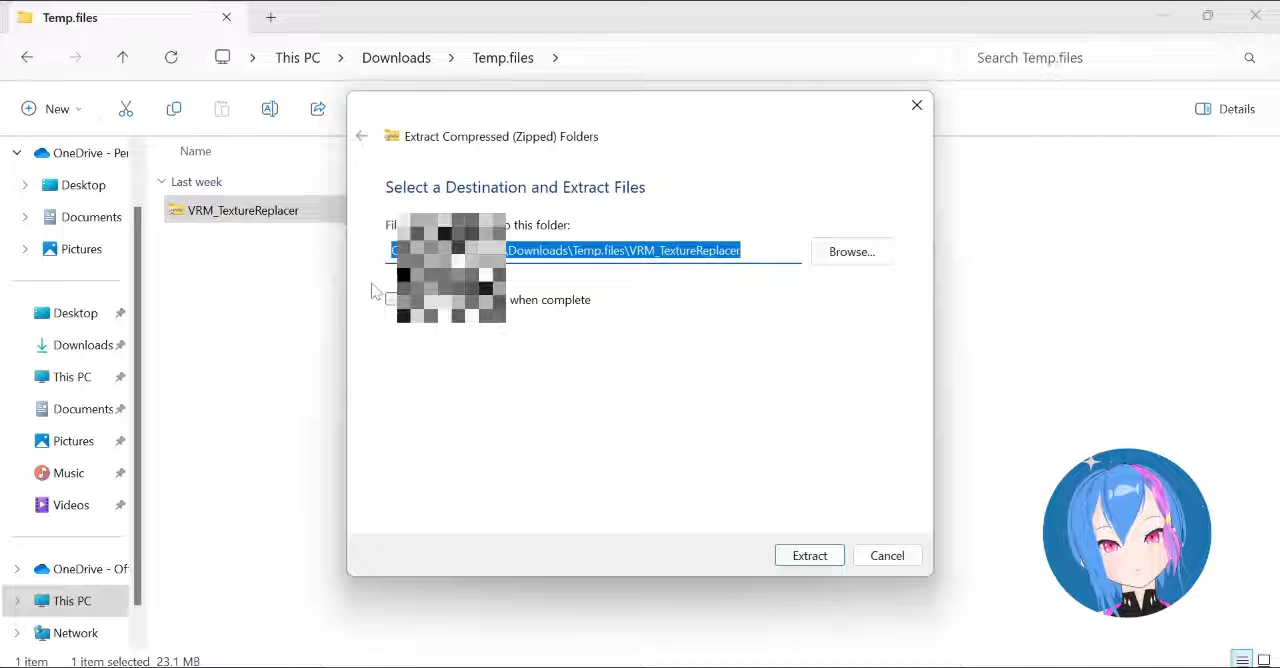 Temp.files
This PC > Downloads > Temp.files >
Search Temp.files
New
Details
OneDrive - Per
Desktop
Documents
Pictures
Desktop
Downloads
This PC
Documents
Pictures
Music
Videos
OneDrive - Of
This PC
Network
Name
Last week
VRM_TextureReplacer
Extract Compressed (Zipped) Folders
Select a Destination and Extract Files
this folder:
\Downloads\Temp.files\VRM_TextureReplacer
Browse...
when complete
Extract
Cancel
1 item
1 item selected 23.1 MB